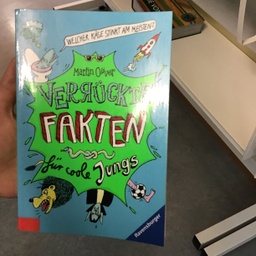 WELCHER KÄSE STINKT AM MEISTEN?
Martin Oliver
VERRÜCKTE
FAKTEN
für coole Jungs
Ravensburger